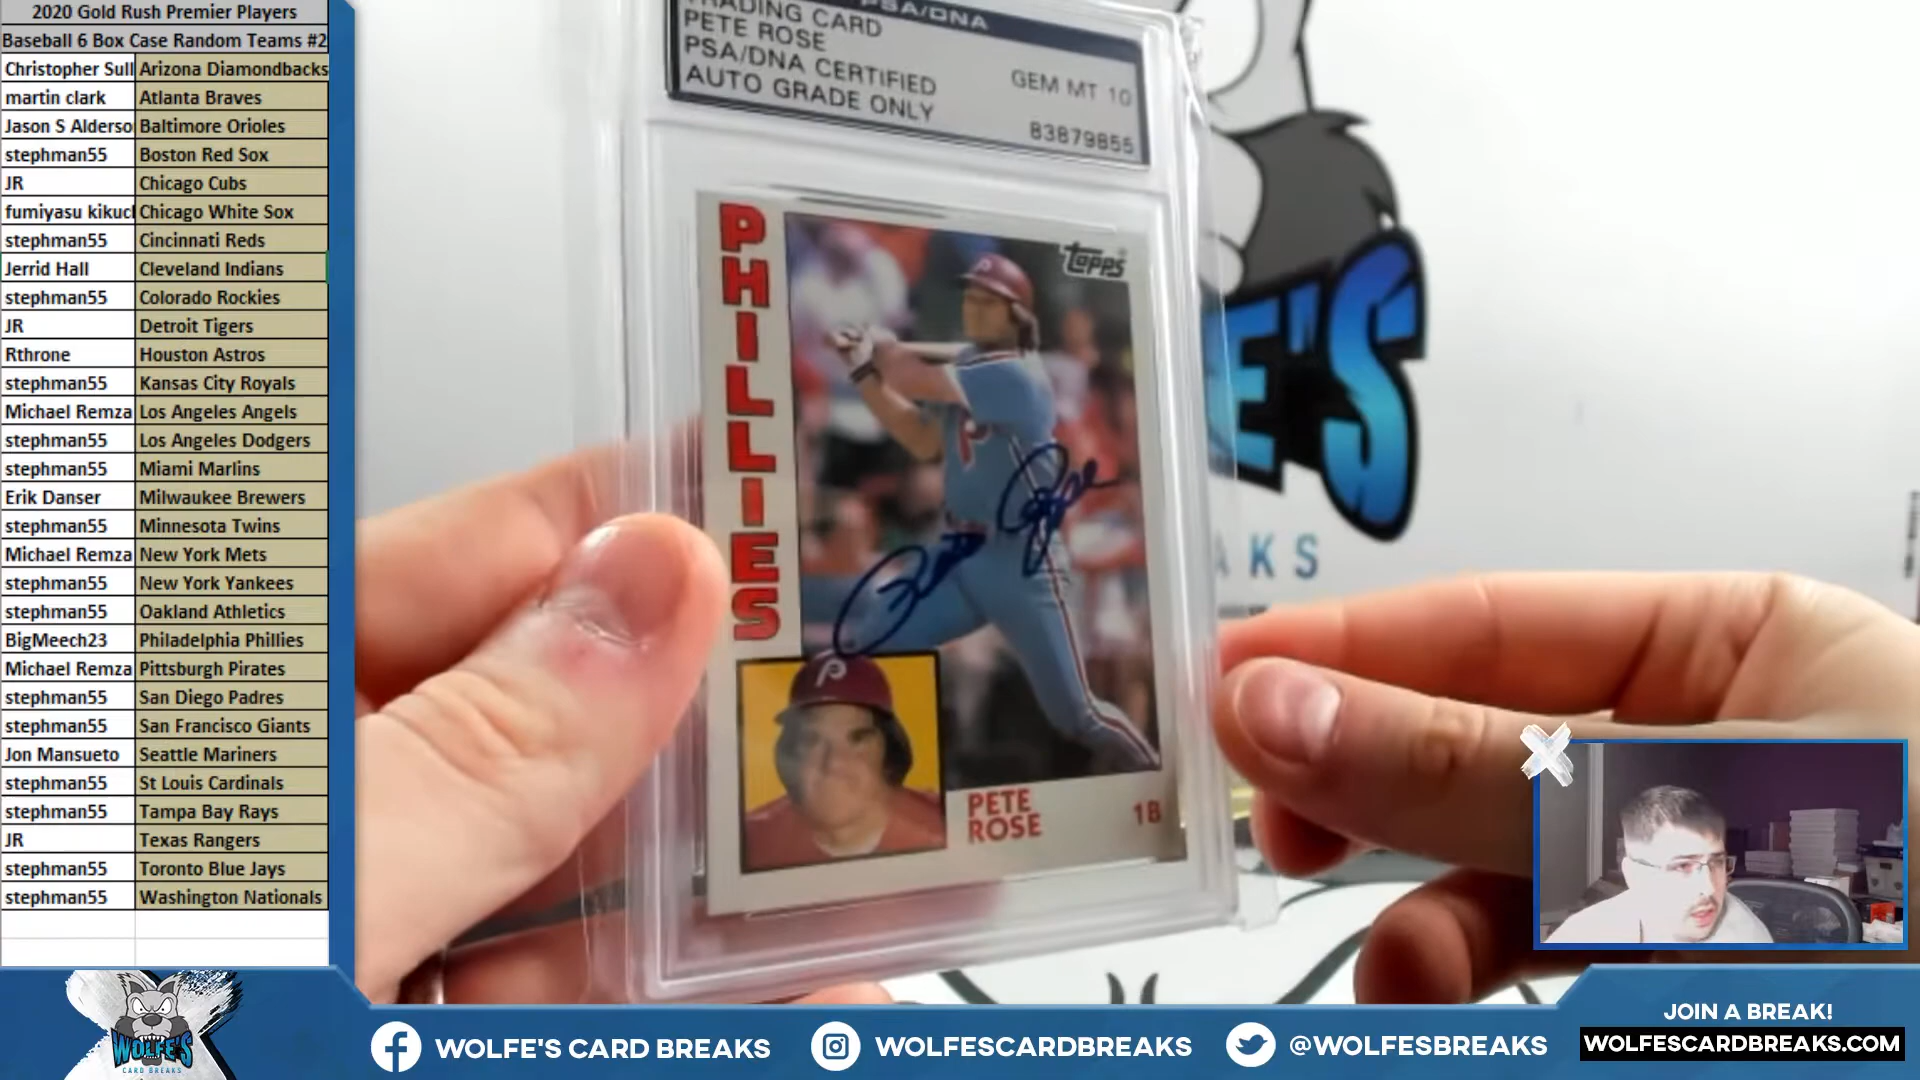 2020 Gold Rush Premier Players
Baseball 6 Box Case Random Teams #2
Christopher Sull Arizona Diamondbacks
martin clark Atlanta Braves
Jason S Alderso Baltimore Orioles
stephman55 Boston Red Sox
JR Chicago Cubs
fumiyasu kikucl Chicago White Sox
stephman55 Cincinnati Reds
Jerrid Hall Cleveland Indians
stephman55 Colorado Rockies
JR Detroit Tigers
Rthrone Houston Astros
stephman55 Kansas City Royals
Michael Remza Los Angeles Angels
stephman55 Los Angeles Dodgers
stephman55 Miami Marlins
Erik Danser Milwaukee Brewers
stephman55 Minnesota Twins
Michael Remza New York Mets
stephman55 New York Yankees
stephman55 Oakland Athletics
BigMeech23 Philadelphia Phillies
Michael Remza Pittsburgh Pirates
stephman55 San Diego Padres
stephman55 San Francisco Giants
Jon Mansueto Seattle Mariners
stephman55 St Louis Cardinals
stephman55 Tampa Bay Rays
JR Texas Rangers
stephman55 Toronto Blue Jays
stephman55 Washington Nationals
PSA/DNA
TRADING CARD
PETE ROSE
PSA/DNA CERTIFIED
AUTO GRADE ONLY
GEM MT 10
83879855
PHILLIES
Topps
Pete Rose
PETE
ROSE
1B
E'S
AKS
WOLFE'S
CARD BREAKS
WOLFE'S CARD BREAKS
WOLFESCARDBREAKS
@WOLFESBREAKS
JOIN A BREAK!
WOLFESCARDBREAKS.COM